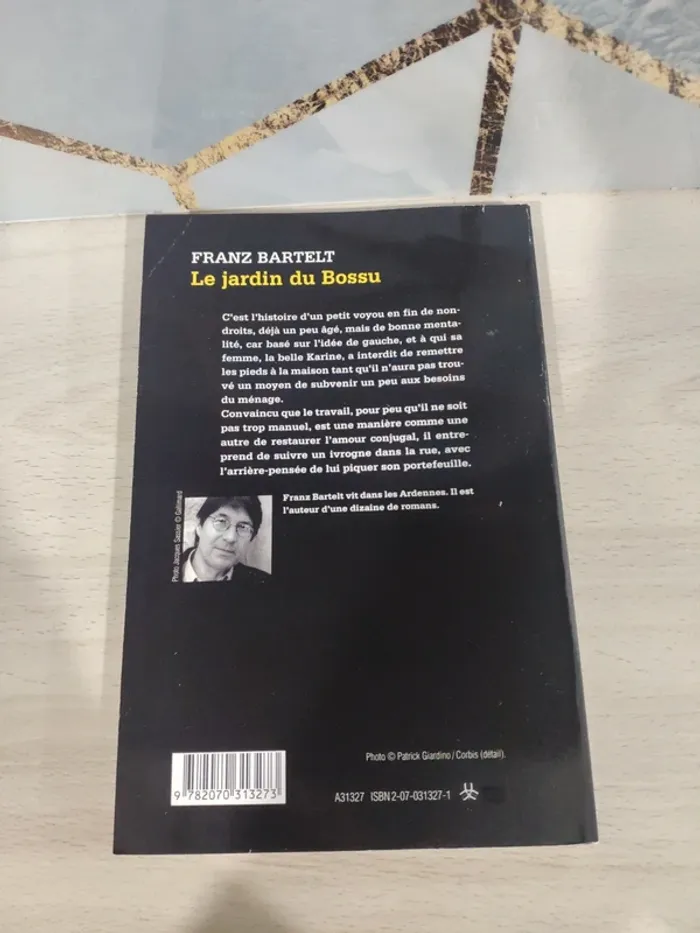 FRANZ BARTELT
Le jardin du Bossu
C'est l'histoire d'un petit voyou en fin de non-
droits, déjà un peu âgé, mais de bonne menta-
lité, car basé sur l'idée de gauche, et à qui sa
femme, la belle Karine, a interdit de remettre
les pieds à la maison tant qu'il n'aura pas trou-
vé un moyen de subvenir un peu aux besoins
du ménage.
Convaincu que le travail, pour peu qu'il ne soit
pas trop manuel, est une manière comme une
autre de restaurer l'amour conjugal, il entre-
prend de suivre un ivrogne dans la rue, avec
l'arrière-pensée de lui piquer son portefeuille.
Photo Jacques Sassier © Gallimard
Franz Bartelt vit dans les Ardennes. Il est
l'auteur d'une dizaine de romans.
Photo © Patrick Giardino / Corbis (détail).
9 782070 313273
A31327 ISBN 2-07-031327-1